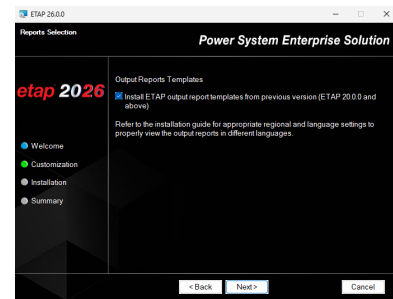 ETAP 26.0.0
Reports Selection
Power System Enterprise Solution
etap 2026
Output Reports Templates
Install ETAP output report templates from previous version (ETAP 20.0.0 and
above)
Refer to the installation guide for appropriate regional and language settings to
properly view the output reports in different languages.
Welcome
Customization
Installation
Summary
< Back
Next >
Cancel